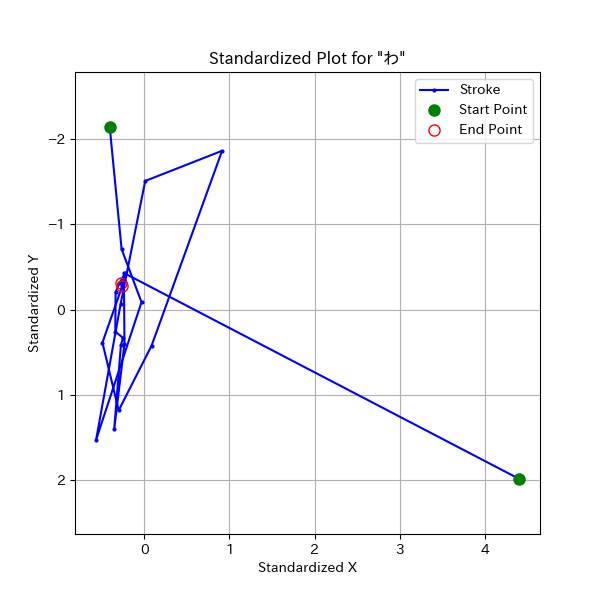 Standardized Plot for "わ"
Stroke
Start Point
End Point
Standardized Y
−2
−1
0
1
2
0 1 2 3 4
Standardized X